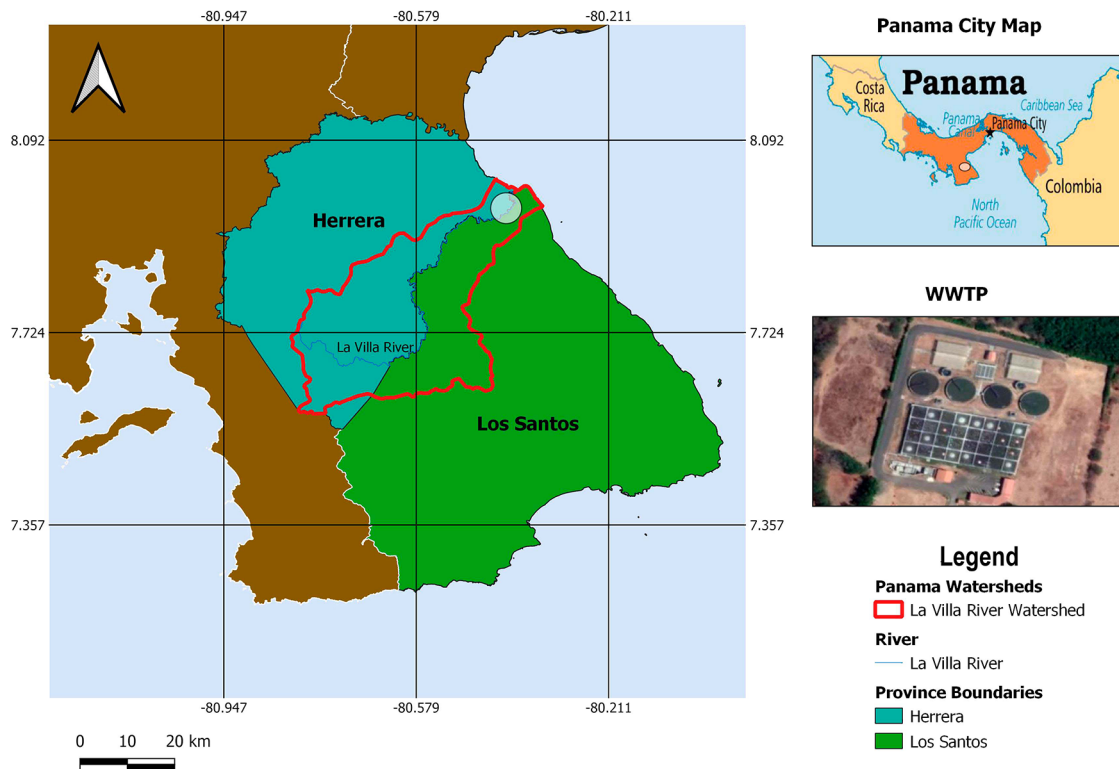 -80.947
-80.579
-80.211
8.092
8.092
Herrera
7.724
7.724
La Villa River
Los Santos
7.357
7.357
-80.947
-80.579
-80.211
0 10 20 km
Panama City Map
Panama
Costa
Rica
Caribbean Sea
Panama
Canal
Panama City
Colombia
North
Pacific Ocean
WWTP
Legend
Panama Watersheds
La Villa River Watershed
River
La Villa River
Province Boundaries
Herrera
Los Santos